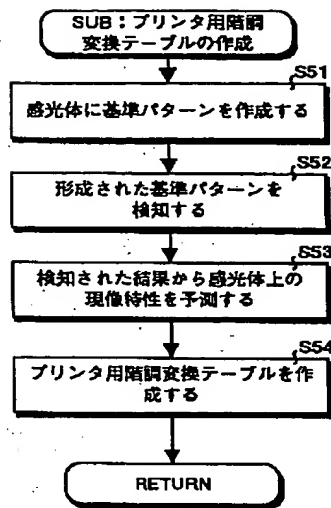 SUB：プリンタ用階調
変換テーブルの作成
S51
感光体に基準パターンを作成する
S52
形成された基準パターンを
検知する
S53
検知された結果から感光体上の
現像特性を予測する
S54
プリンタ用階調変換テーブルを作
成する
RETURN